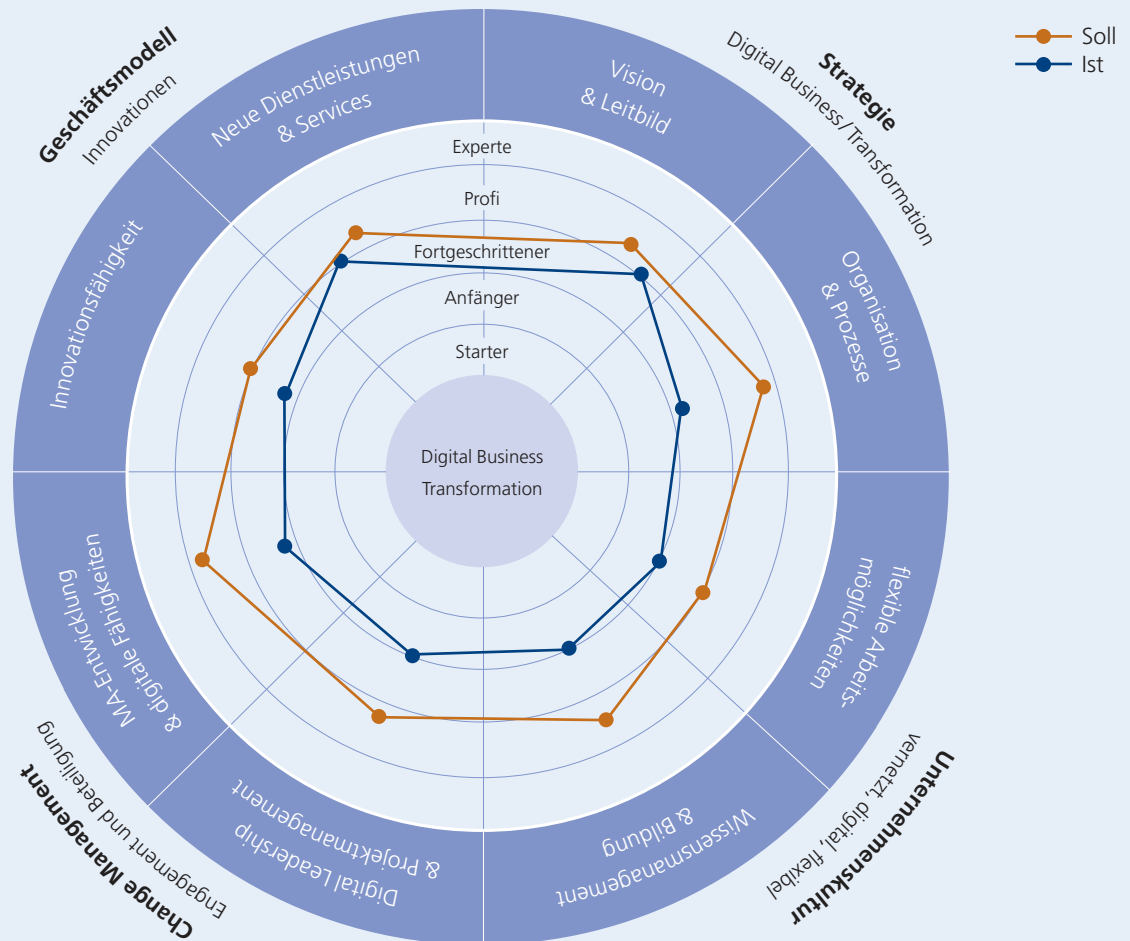 Soll
Ist
Geschäftsmodell
Innovationen
Strategie
Digital Business/Transformation
Neue Dienstleistungen
& Services
Vision
& Leitbild
Innovationsfähigkeit
Organisation
& Prozesse
Experte
Profi
Fortgeschrittener
Anfänger
Starter
Digital Business
Transformation
MA-Entwicklung
& digitale Fähigkeiten
flexible Arbeits-
möglichkeiten
Digital Leadership
& Projektmanagement
Wissensmanagement
& Bildung
Change Management
Engagement und Beteiligung
Unternehmenskultur
vernetzt, digital, flexibel